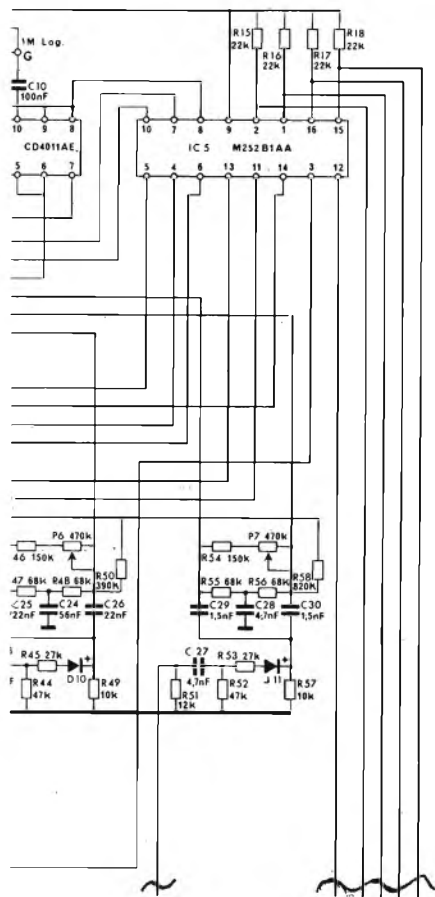 1M Log.
G
C10
100nF
R15
22k
R16
22k
R17
22k
R18
22k
10 9 8
CD4011AE
5 6 7
10 7 8 9 2 1 16 15
IC 5 M252B1AA
5 4 6 13 11 14 3 12
P6 470k
46 150k
R50
390k
47 68k
R48 68k
C25
22nF
C24
56nF
C26
22nF
R45 27k
D10
+
R44
47k
R49
10k
P7 470k
R54 150k
R58
820k
R55 68k
R56 68k
C29
1,5nF
C28
4,7nF
C30
1,5nF
C 27
4,7nF
R53 27k
D11
+
R51
12k
R52
47k
R57
10k